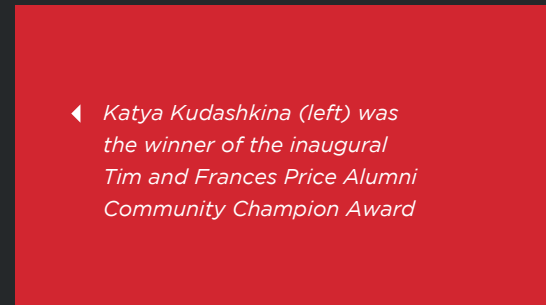 Katya Kudashkina (left) was
the winner of the inaugural
Tim and Frances Price Alumni
Community Champion Award